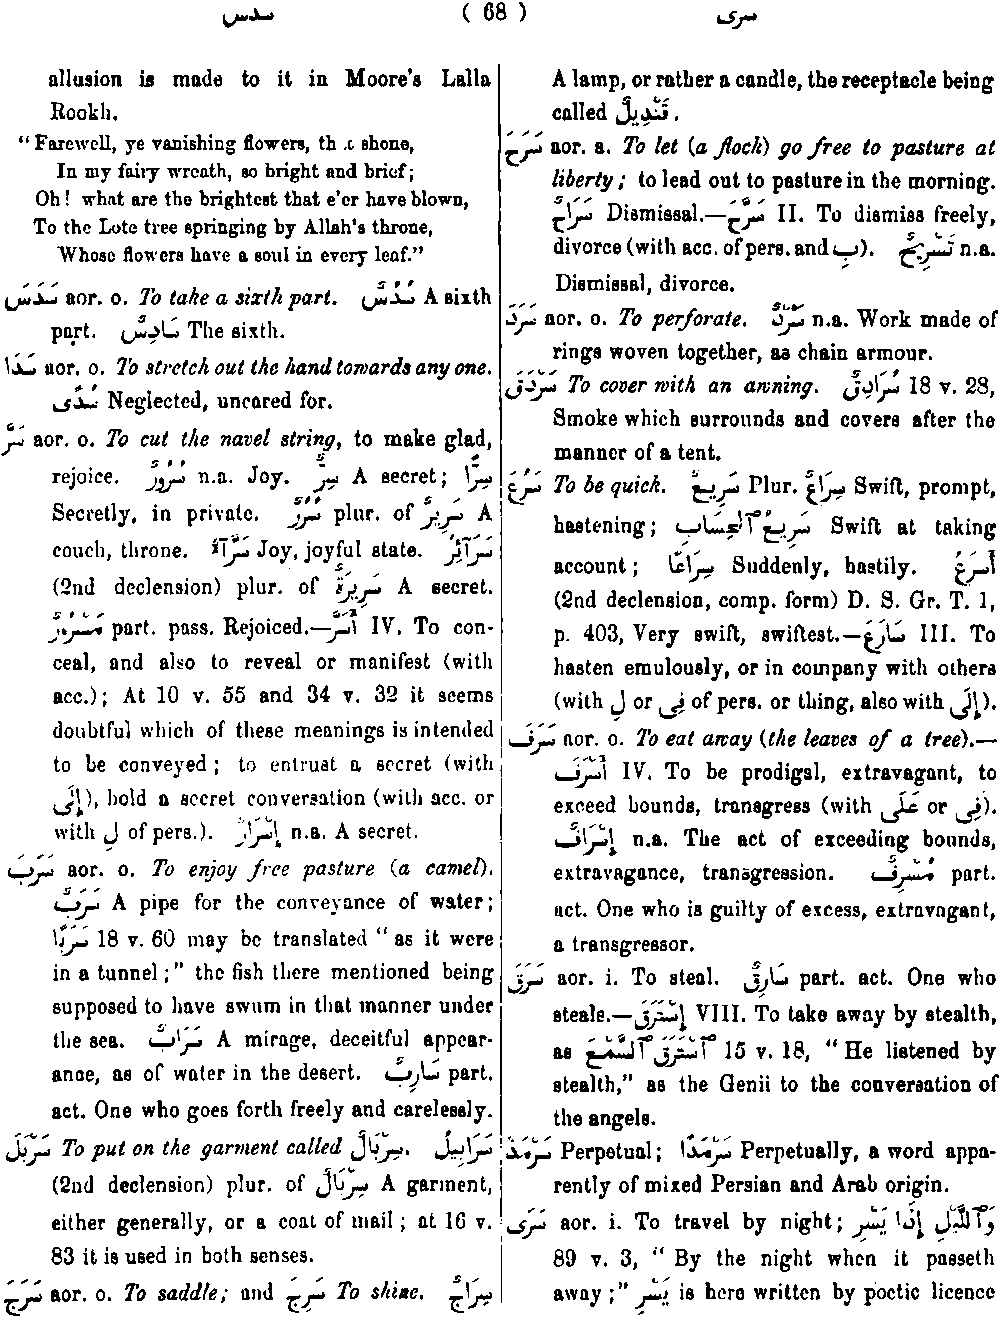 سدس ( 68 ) سرى
allusion is made to it in Moore's Lalla
Rookh.
"Farewell, ye vanishing flowers, that shone,
In my fairy wreath, so bright and brief;
Oh! what are the brightest that e'er have blown,
To the Lote tree springing by Allah's throne,
Whose flowers have a soul in every leaf."
سَدَسَ aor. o. To take a sixth part. سُدُسٌ A sixth
part. سَادِسٌ The sixth.
سَدَا aor. o. To stretch out the hand towards any one.
سُدًى Neglected, uncared for.
سَرَّ aor. o. To cut the navel string, to make glad,
rejoice. سُرُورٌ n.a. Joy. سِرٌّ A secret; سِرًّا
Secretly, in private. سُرُرٌ plur. of سَرِيرٌ A
couch, throne. سَرَّآءُ Joy, joyful state. سَرَآئِرُ
(2nd declension) plur. of سَرِيرَةٌ A secret.
مَسْرُورٌ part. pass. Rejoiced.—أَسَرَّ IV. To con-
ceal, and also to reveal or manifest (with
acc.); At 10 v. 55 and 34 v. 32 it seems
doubtful which of these meanings is intended
to be conveyed; to entrust a secret (with
إِلَى), hold a secret conversation (with acc. or
with لِ of pers.). إِسْرَارٌ n.a. A secret.
سَرَبَ aor. o. To enjoy free pasture (a camel).
سَرَبٌ A pipe for the conveyance of water;
سَرَبًا 18 v. 60 may be translated "as it were
in a tunnel;" the fish there mentioned being
supposed to have swum in that manner under
the sea. سَرَابٌ A mirage, deceitful appear-
ance, as of water in the desert. سَارِبٌ part.
act. One who goes forth freely and carelessly.
سَرْبَلَ To put on the garment called سِرْبَالٌ. سَرَابِيلُ
(2nd declension) plur. of سِرْبَالٌ A garment,
either generally, or a coat of mail; at 16 v.
83 it is used in both senses.
سَرَجَ aor. o. To saddle; and سَرِجَ To shine. سِرَاجٌ
A lamp, or rather a candle, the receptacle being
called قَنْدِيلٌ.
سَرَحَ aor. a. To let (a flock) go free to pasture at
liberty; to lead out to pasture in the morning.
سَرَاحٌ Dismissal.—سَرَّحَ II. To dismiss freely,
divorce (with acc. of pers. and بِ). تَسْرِيحٌ n.a.
Dismissal, divorce.
سَرَدَ aor. o. To perforate. سَرْدٌ n.a. Work made of
rings woven together, as chain armour.
سَرْدَقَ To cover with an awning. سُرَادِقٌ 18 v. 28,
Smoke which surrounds and covers after the
manner of a tent.
سَرُعَ To be quick. سَرِيعٌ Plur. سِرَاعٌ Swift, prompt,
hastening; سَرِيعُ ٱلْحِسَابِ Swift at taking
account; سِرَاعًا Suddenly, hastily. أَسْرَعُ
(2nd declension, comp. form) D. S. Gr. T. 1,
p. 403, Very swift, swiftest.—سَارَعَ III. To
hasten emulously, or in company with others
(with لِ or فِي of pers. or thing, also with إِلَى).
سَرَفَ aor. o. To eat away (the leaves of a tree).—
أَسْرَفَ IV. To be prodigal, extravagant, to
exceed bounds, transgress (with عَلَى or فِي).
إِسْرَافٌ n.a. The act of exceeding bounds,
extravagance, transgression. مُسْرِفٌ part.
act. One who is guilty of excess, extravagant,
a transgressor.
سَرَقَ aor. i. To steal. سَارِقٌ part. act. One who
steals.—إِسْتَرَقَ VIII. To take away by stealth,
as ٱسْتَرَقَ ٱلسَّمْعَ 15 v. 18, "He listened by
stealth," as the Genii to the conversation of
the angels.
سَرْمَدٌ Perpetual; سَرْمَدًا Perpetually, a word appa-
rently of mixed Persian and Arab origin.
سَرَى aor. i. To travel by night; وَٱللَّيْلِ إِذَا يَسْرِ
89 v. 3, "By the night when it passeth
away;" يَسْرِ is here written by poetic licence